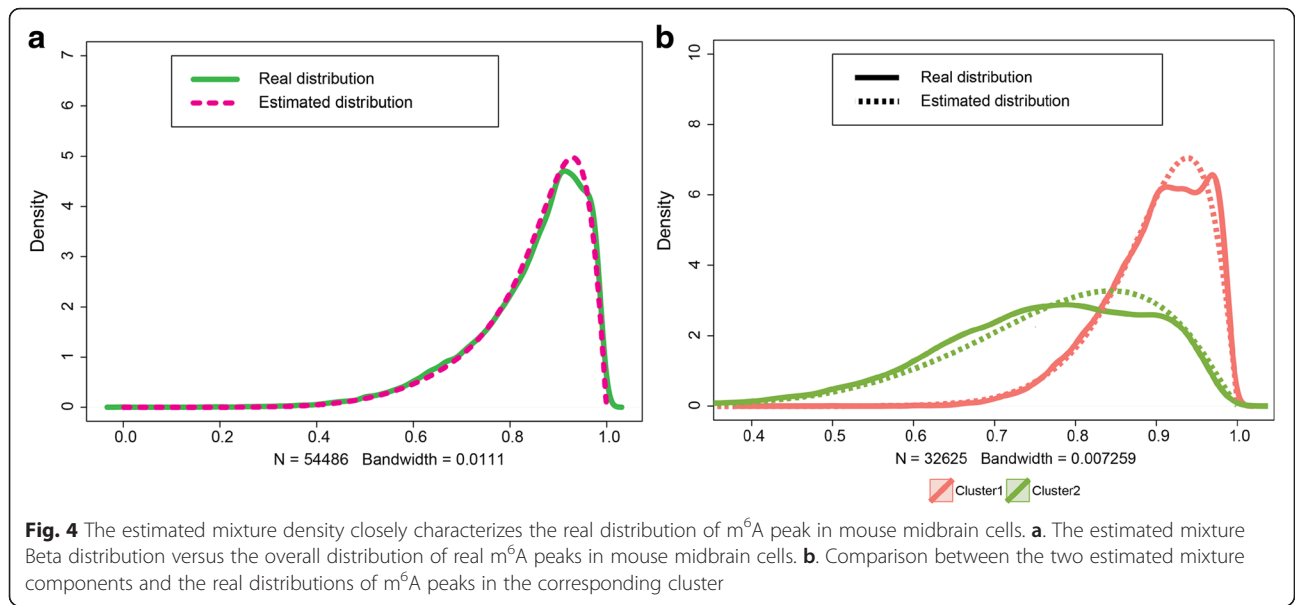 a
Real distribution
Estimated distribution
Density
7
6
5
4
3
2
1
0
0.0 0.2 0.4 0.6 0.8 1.0
N = 54486 Bandwidth = 0.0111
b
Real distribution
Estimated distribution
Density
10
8
6
4
2
0
0.4 0.5 0.6 0.7 0.8 0.9 1.0
N = 32625 Bandwidth = 0.007259
Cluster1 Cluster2
Fig. 4 The estimated mixture density closely characterizes the real distribution of m⁶A peak in mouse midbrain cells. a. The estimated mixture
Beta distribution versus the overall distribution of real m⁶A peaks in mouse midbrain cells. b. Comparison between the two estimated mixture
components and the real distributions of m⁶A peaks in the corresponding cluster